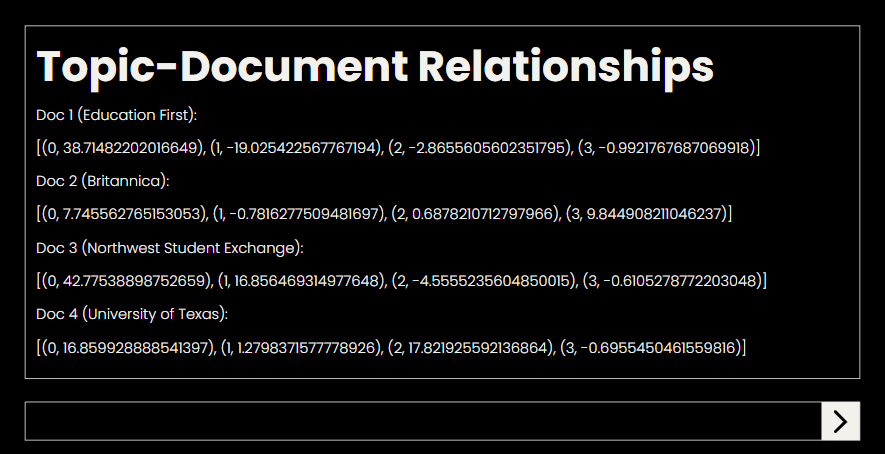 Topic-Document Relationships
Doc 1 (Education First):
[(0, 38.71482202016649), (1, -19.025422567767194), (2, -2.8655605602351795), (3, -0.9921767687069918)]
Doc 2 (Britannica):
[(0, 7.745562765153053), (1, -0.7816277509481697), (2, 0.6878210712797966), (3, 9.844908211046237)]
Doc 3 (Northwest Student Exchange):
[(0, 42.77538898752659), (1, 16.856469314977648), (2, -4.5555235604850015), (3, -0.6105278772203048)]
Doc 4 (University of Texas):
[(0, 16.859928888541397), (1, 1.2798371577778926), (2, 17.821925592136864), (3, -0.6955450461559816)]